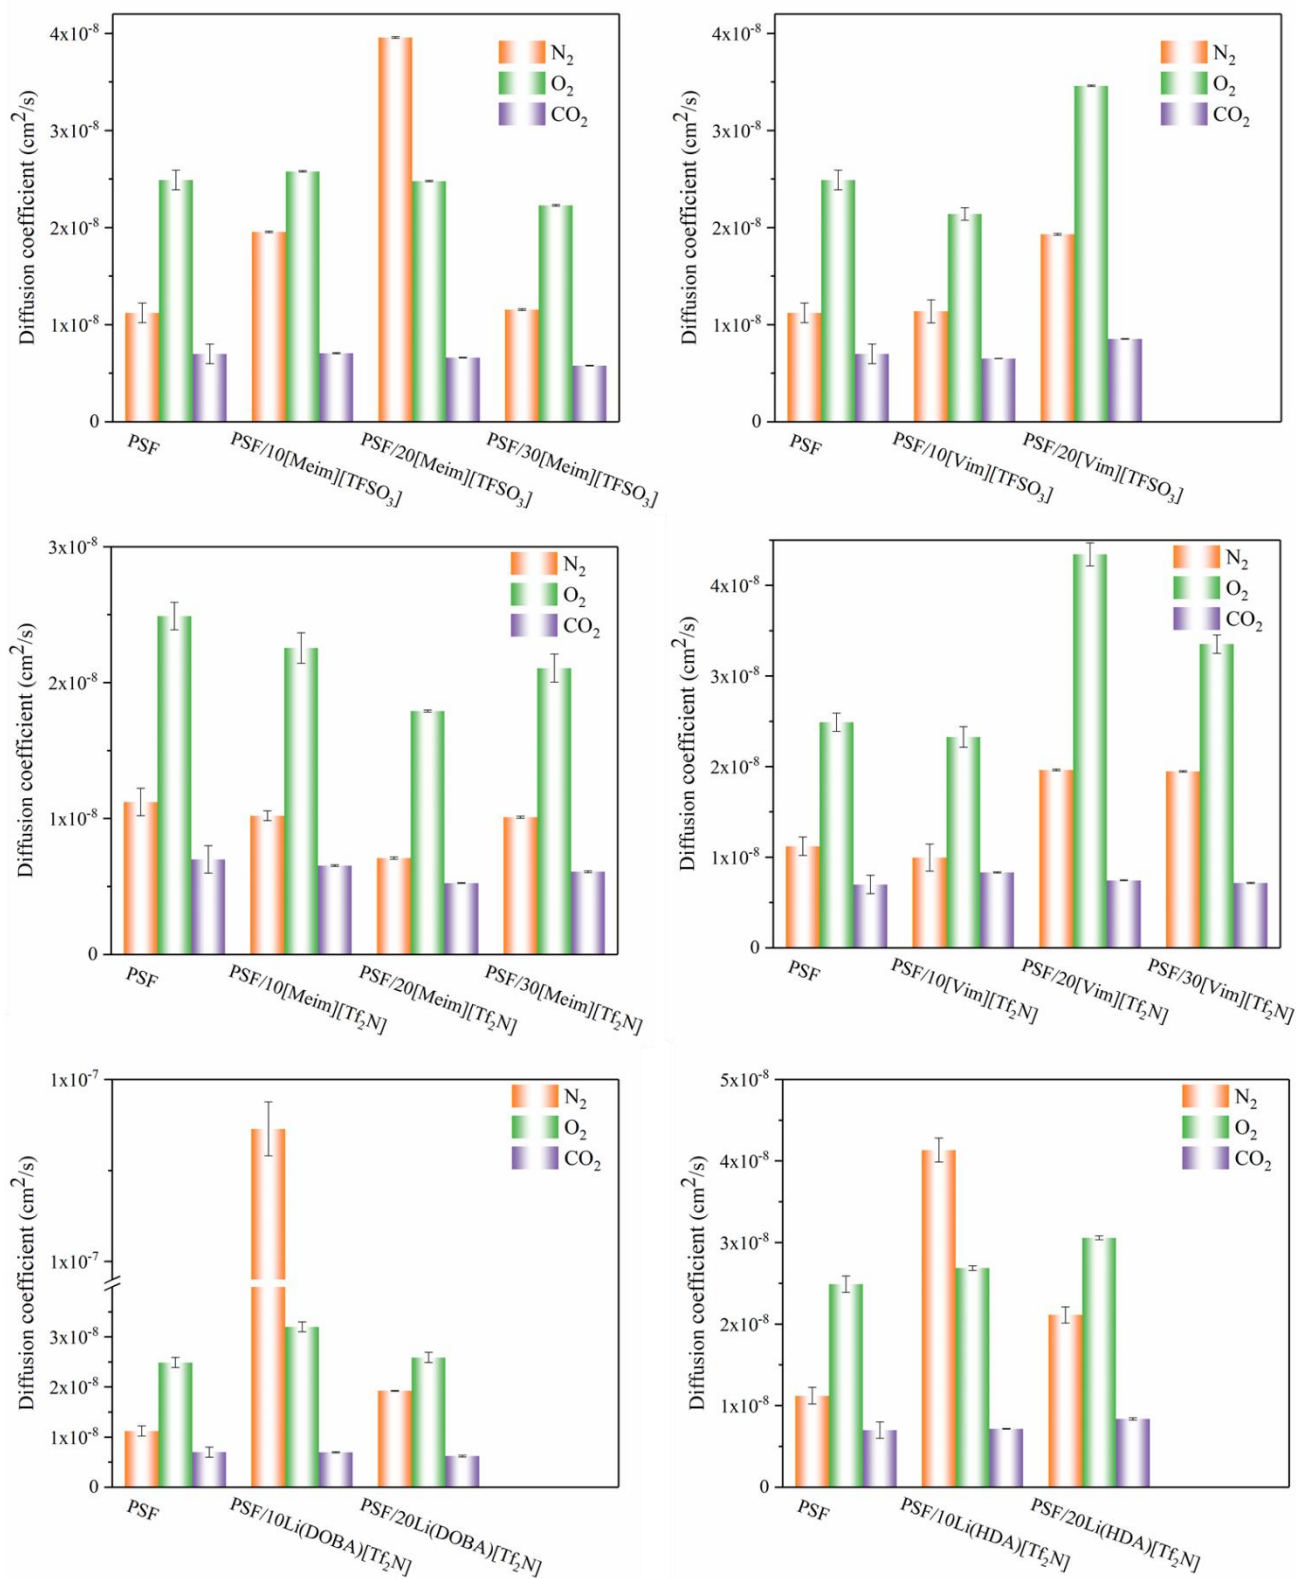 Diffusion coefficient (cm²/s)
4x10⁻⁸
3x10⁻⁸
2x10⁻⁸
1x10⁻⁸
0
N₂
O₂
CO₂
PSF
PSF/10[Meim][TFSO₃]
PSF/20[Meim][TFSO₃]
PSF/30[Meim][TFSO₃]
Diffusion coefficient (cm²/s)
4x10⁻⁸
3x10⁻⁸
2x10⁻⁸
1x10⁻⁸
0
N₂
O₂
CO₂
PSF
PSF/10[Vim][TFSO₃]
PSF/20[Vim][TFSO₃]
Diffusion coefficient (cm²/s)
3x10⁻⁸
2x10⁻⁸
1x10⁻⁸
0
N₂
O₂
CO₂
PSF
PSF/10[Meim][Tf₂N]
PSF/20[Meim][Tf₂N]
PSF/30[Meim][Tf₂N]
Diffusion coefficient (cm²/s)
4x10⁻⁸
3x10⁻⁸
2x10⁻⁸
1x10⁻⁸
0
N₂
O₂
CO₂
PSF
PSF/10[Vim][Tf₂N]
PSF/20[Vim][Tf₂N]
PSF/30[Vim][Tf₂N]
Diffusion coefficient (cm²/s)
1x10⁻⁷
1x10⁻⁷
3x10⁻⁸
2x10⁻⁸
1x10⁻⁸
0
N₂
O₂
CO₂
PSF
PSF/10Li(DOBA)[Tf₂N]
PSF/20Li(DOBA)[Tf₂N]
Diffusion coefficient (cm²/s)
5x10⁻⁸
4x10⁻⁸
3x10⁻⁸
2x10⁻⁸
1x10⁻⁸
0
N₂
O₂
CO₂
PSF
PSF/10Li(HDA)[Tf₂N]
PSF/20Li(HDA)[Tf₂N]